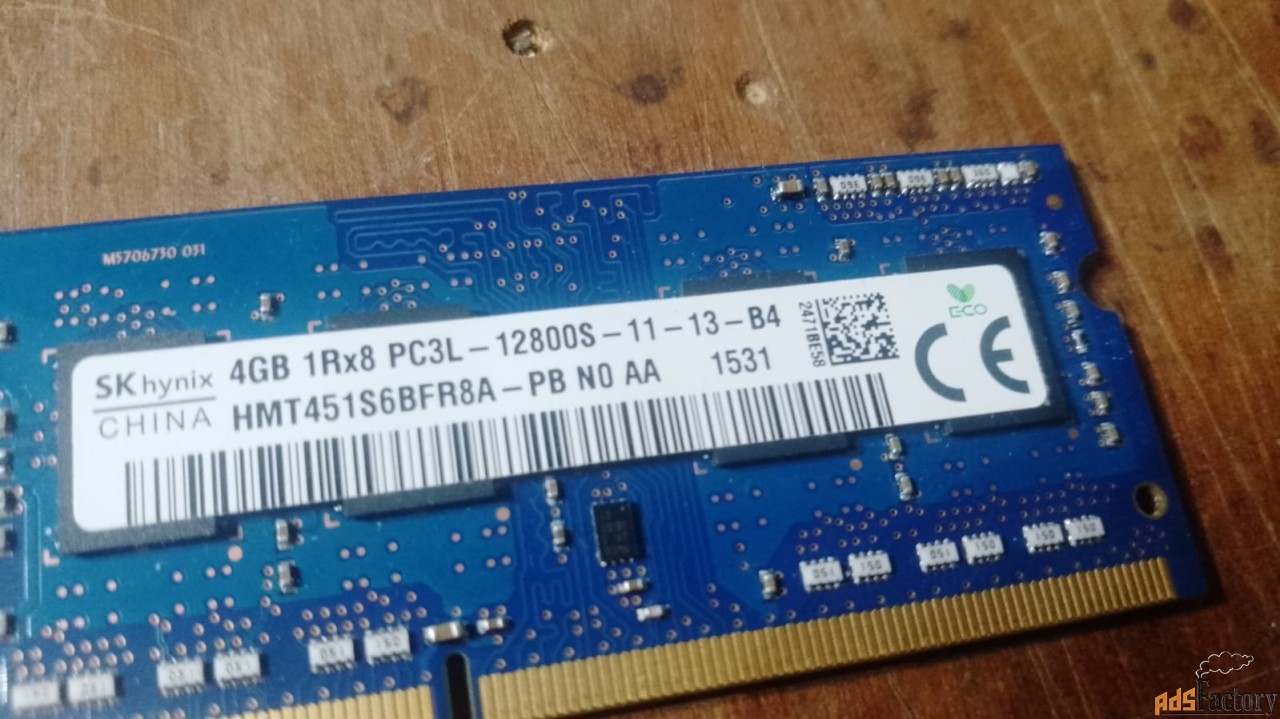 M5706730 031
SK hynix
CHINA
4GB 1Rx8 PC3L-12800S-11-13-B4
HMT451S6BFR8A-PB N0 AA 1531
2471BE58
ECO
CE
adsFactory